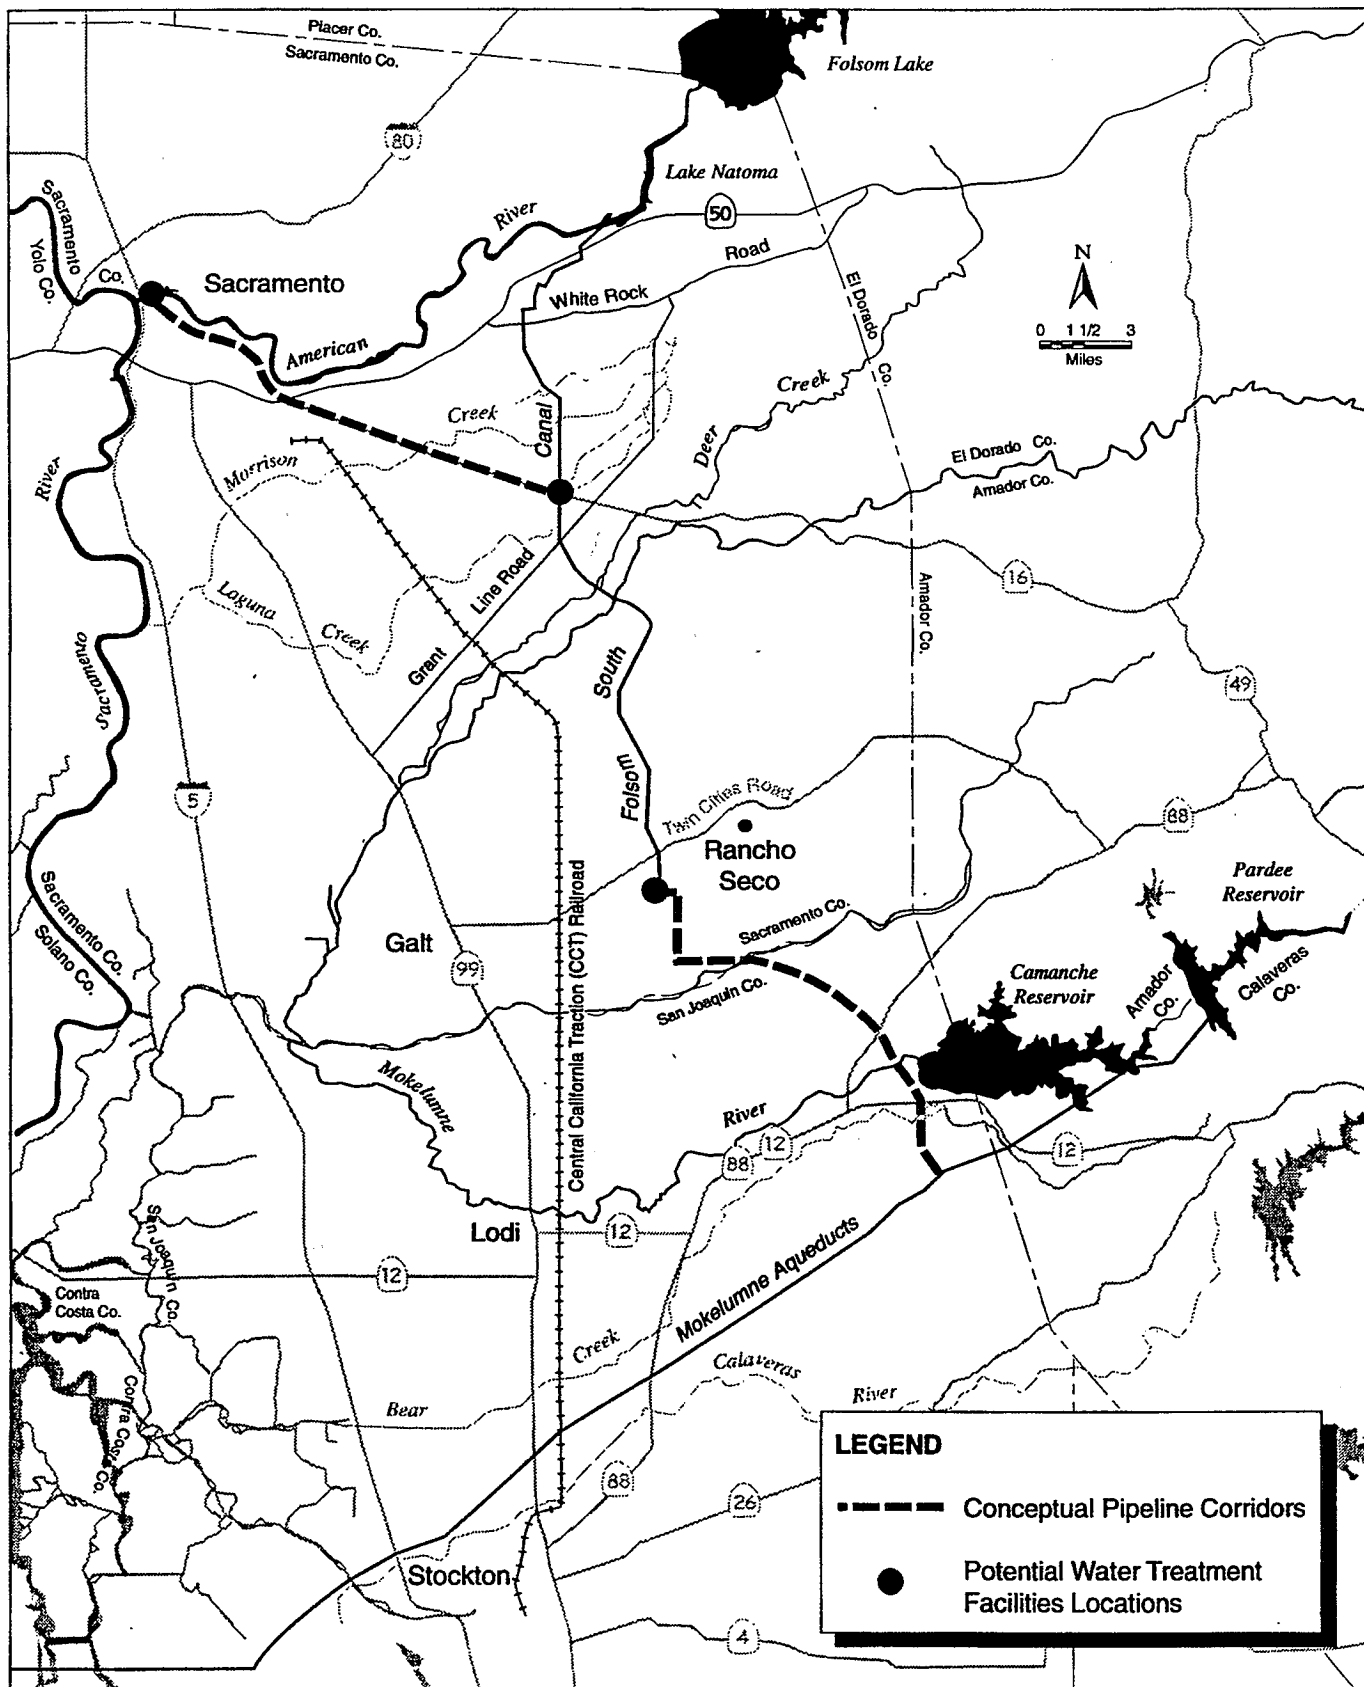 Placer Co.
Sacramento Co.
Folsom Lake
80
Lake Natoma
50
River
Road
Sacramento
Yolo Co.
Co.
Sacramento
White Rock
El Dorado
Co.
N
0 1 1/2 3
Miles
American
Creek
Creek
Canal
Deer
Morrison
River
El Dorado Co.
Amador Co.
16
Amador Co.
Line Road
Grant
Laguna
Creek
Sacramento
South
49
Folsom
5
Twin Cities Road
Rancho
Seco
88
Pardee
Reservoir
Sacramento Co.
Solano Co.
Galt
99
Central California Traction (CCT) Railroad
Sacramento Co.
San Joaquin Co.
Camanche
Reservoir
Amador
Co.
Calaveras
Co.
Mokelumne
River
12
88
12
Lodi
12
12
San Joaquin Co.
Contra
Costa Co.
Mokelumne Aqueducts
Creek
Calaveras
River
Bear
Contra Costa Co.
88
26
Stockton
4
LEGEND
Conceptual Pipeline Corridors
Potential Water Treatment
Facilities Locations